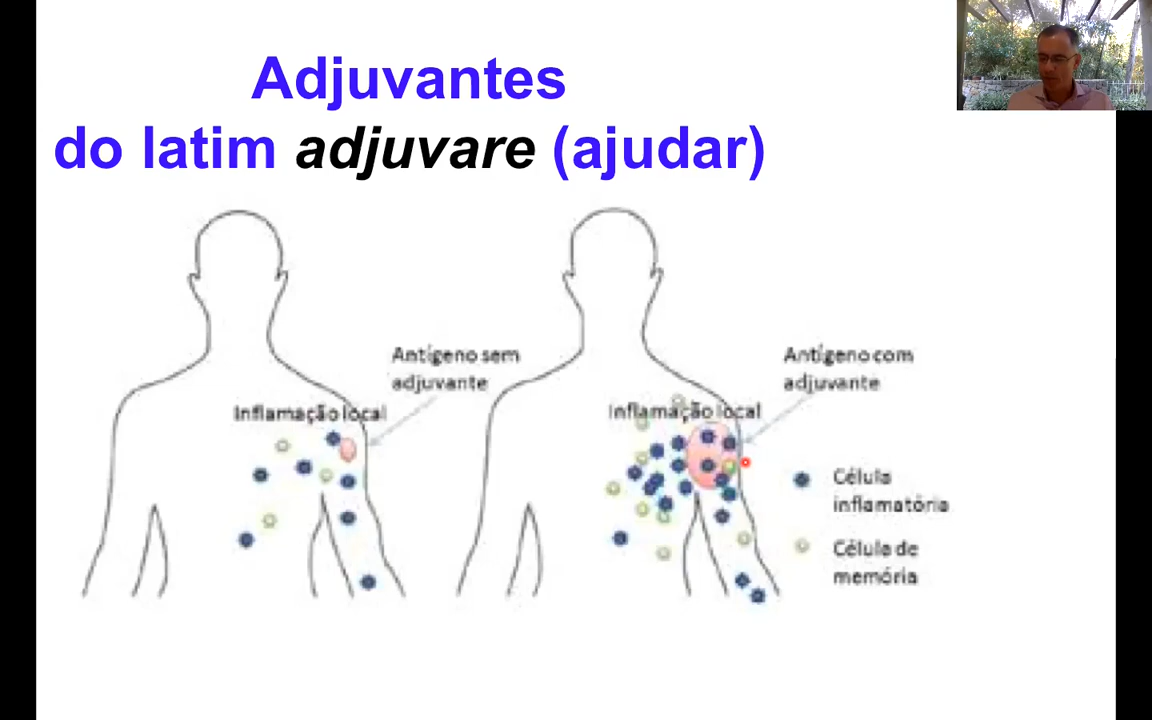 Adjuvantes
do latim adjuvare (ajudar)
Antígeno sem
adjuvante
Inflamação local
Antígeno com
adjuvante
Inflamação local
Célula
inflamatória
Célula de
memória